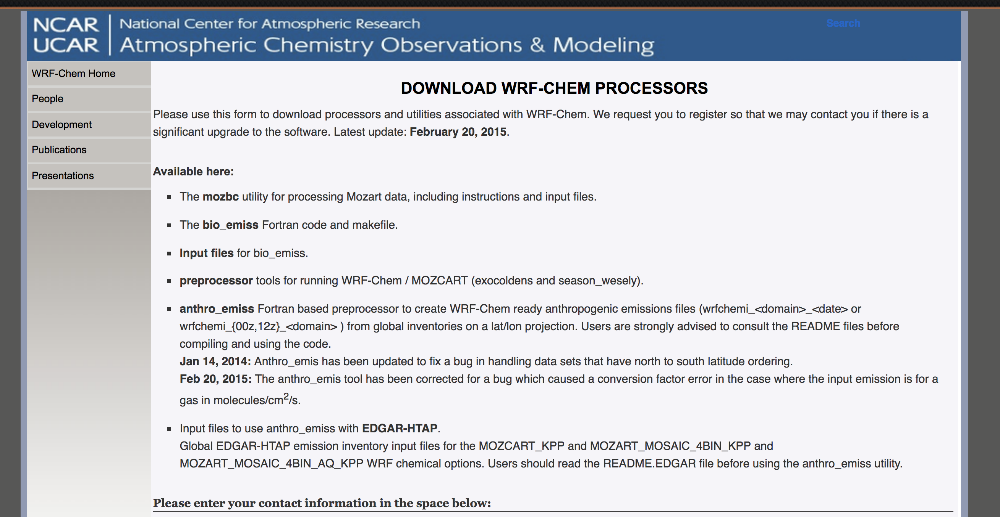 NCAR
UCAR
National Center for Atmospheric Research
Atmospheric Chemistry Observations & Modeling
Search
WRF-Chem Home
People
Development
Publications
Presentations
DOWNLOAD WRF-CHEM PROCESSORS
Please use this form to download processors and utilities associated with WRF-Chem. We request you to register so that we may contact you if there is a
significant upgrade to the software. Latest update: February 20, 2015.
Available here:
The mozbc utility for processing Mozart data, including instructions and input files.
The bio_emiss Fortran code and makefile.
Input files for bio_emiss.
preprocessor tools for running WRF-Chem / MOZCART (exocoldens and season_wesely).
anthro_emiss Fortran based preprocessor to create WRF-Chem ready anthropogenic emissions files (wrfchemi_<domain>_<date> or
wrfchemi_{00z,12z}_<domain> ) from global inventories on a lat/lon projection. Users are strongly advised to consult the README files before
compiling and using the code.
Jan 14, 2014: Anthro_emis has been updated to fix a bug in handling data sets that have north to south latitude ordering.
Feb 20, 2015: The anthro_emis tool has been corrected for a bug which caused a conversion factor error in the case where the input emission is for a
gas in molecules/cm²/s.
Input files to use anthro_emiss with EDGAR-HTAP.
Global EDGAR-HTAP emission inventory input files for the MOZCART_KPP and MOZART_MOSAIC_4BIN_KPP and
MOZART_MOSAIC_4BIN_AQ_KPP WRF chemical options. Users should read the README.EDGAR file before using the anthro_emiss utility.
Please enter your contact information in the space below: